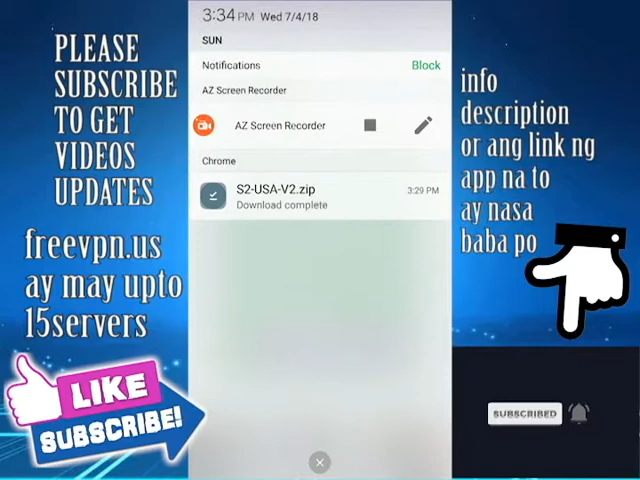 PLEASE
SUBSCRIBE
TO GET
VIDEOS
UPDATES
freevpn.us
ay may upto
15servers
LIKE
SUBSCRIBE!
3:34 PM Wed 7/4/18
SUN
Notifications Block
AZ Screen Recorder
AZ Screen Recorder
Chrome
S2-USA-V2.zip 3:29 PM
Download complete
info
description
or ang link ng
app na to
ay nasa
baba po
SUBSCRIBED